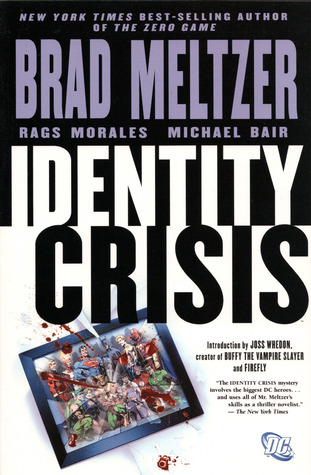 NEW YORK TIMES BEST-SELLING AUTHOR
OF THE ZERO GAME
BRAD MELTZER
RAGS MORALES MICHAEL BAIR
IDENTITY
CRISIS
Introduction by JOSS WHEDON,
creator of BUFFY THE VAMPIRE SLAYER
and FIREFLY
"The IDENTITY CRISIS mystery
involves the biggest DC heroes. . .
and uses all of Mr. Meltzer's
skills as a thriller novelist."
— The New York Times
DC